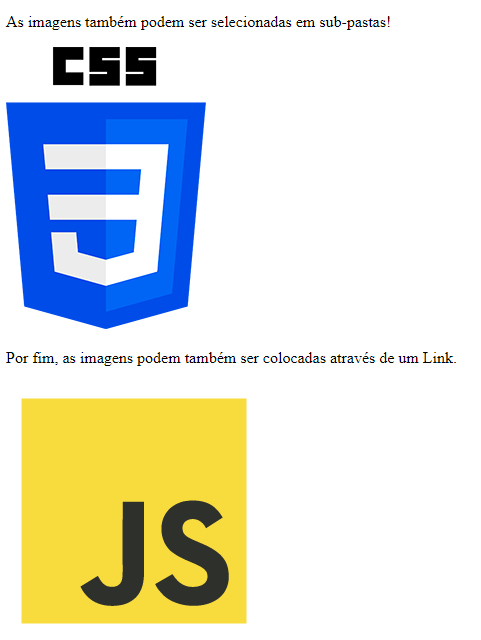 As imagens também podem ser selecionadas em sub-pastas!
CSS
3
Por fim, as imagens podem também ser colocadas através de um Link.
JS